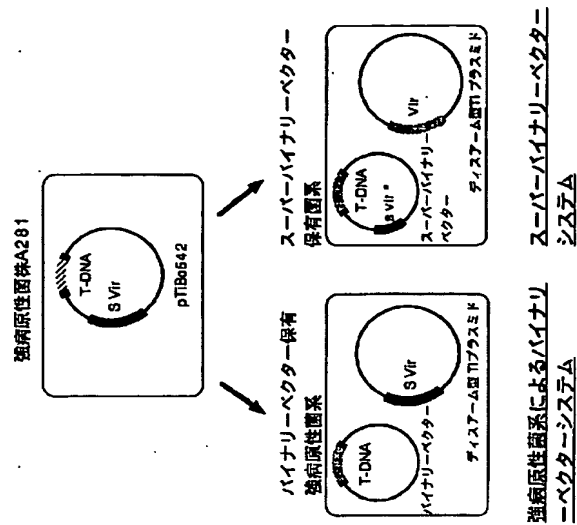 強病原性菌株A281
T-DNA
S Vir
pTiBo542
バイナリーベクター保有
強病原性菌系
T-DNA
バイナリーベクター
S Vir
ディスアーム型Tiプラスミド
強病原性菌系によるバイナリ
ーベクターシステム
スーパーバイナリーベクター
保有菌系
T-DNA
s Vir *
スーパーバイナリー
ベクター
Vir
ディスアーム型Tiプラスミド
スーパーバイナリーベクター
システム